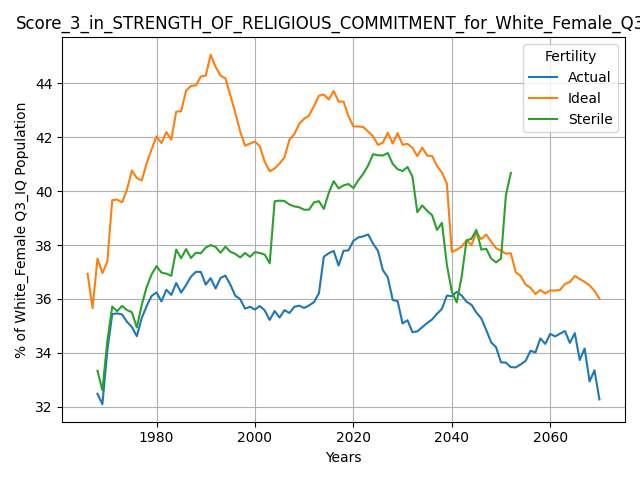 Score_3_in_STRENGTH_OF_RELIGIOUS_COMMITMENT_for_White_Female_Q3
% of White_Female Q3_IQ Population
44
42
40
38
36
34
32
Fertility
Actual
Ideal
Sterile
1980 2000 2020 2040 2060
Years